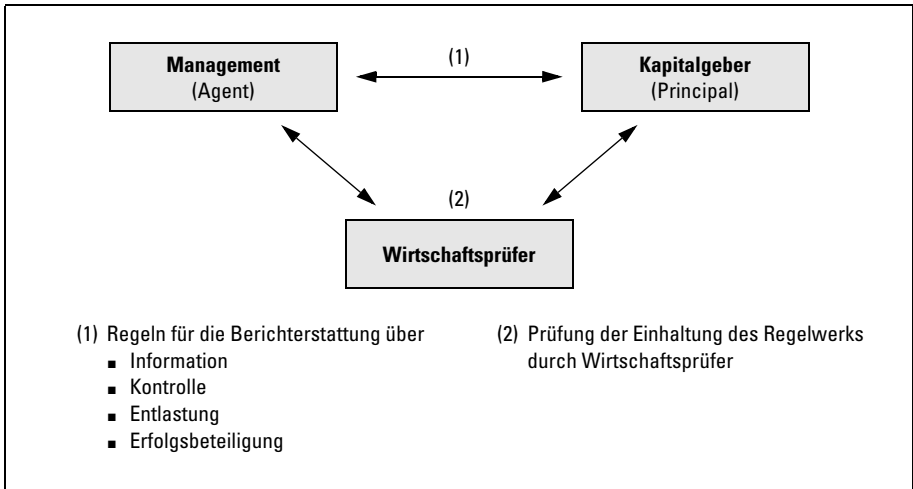 Management
(Agent)
(1)
Kapitalgeber
(Principal)
(2)
Wirtschaftsprüfer
(1) Regeln für die Berichterstattung über
■ Information
■ Kontrolle
■ Entlastung
■ Erfolgsbeteiligung
(2) Prüfung der Einhaltung des Regelwerks
durch Wirtschaftsprüfer